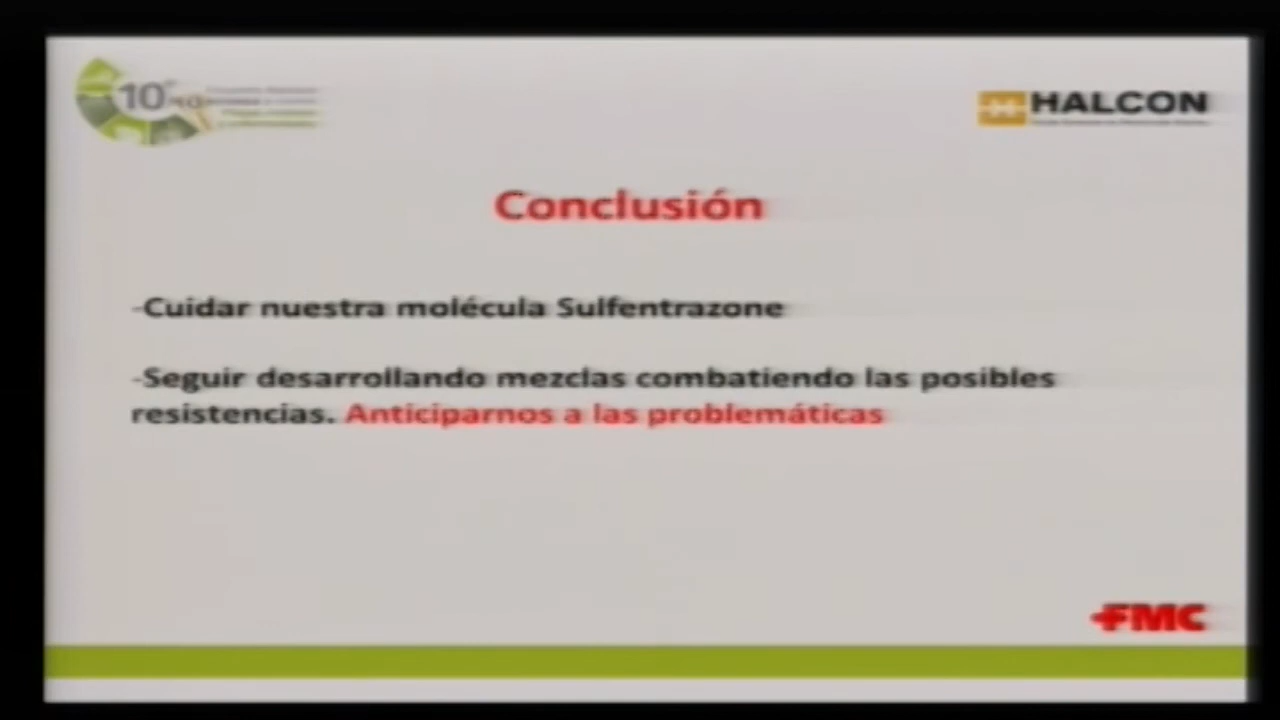 10
HALCON
Conclusión
-Cuidar nuestra molécula Sulfentrazone
-Seguir desarrollando mezclas combatiendo las posibles
resistencias. Anticiparnos a las problemáticas
FMC